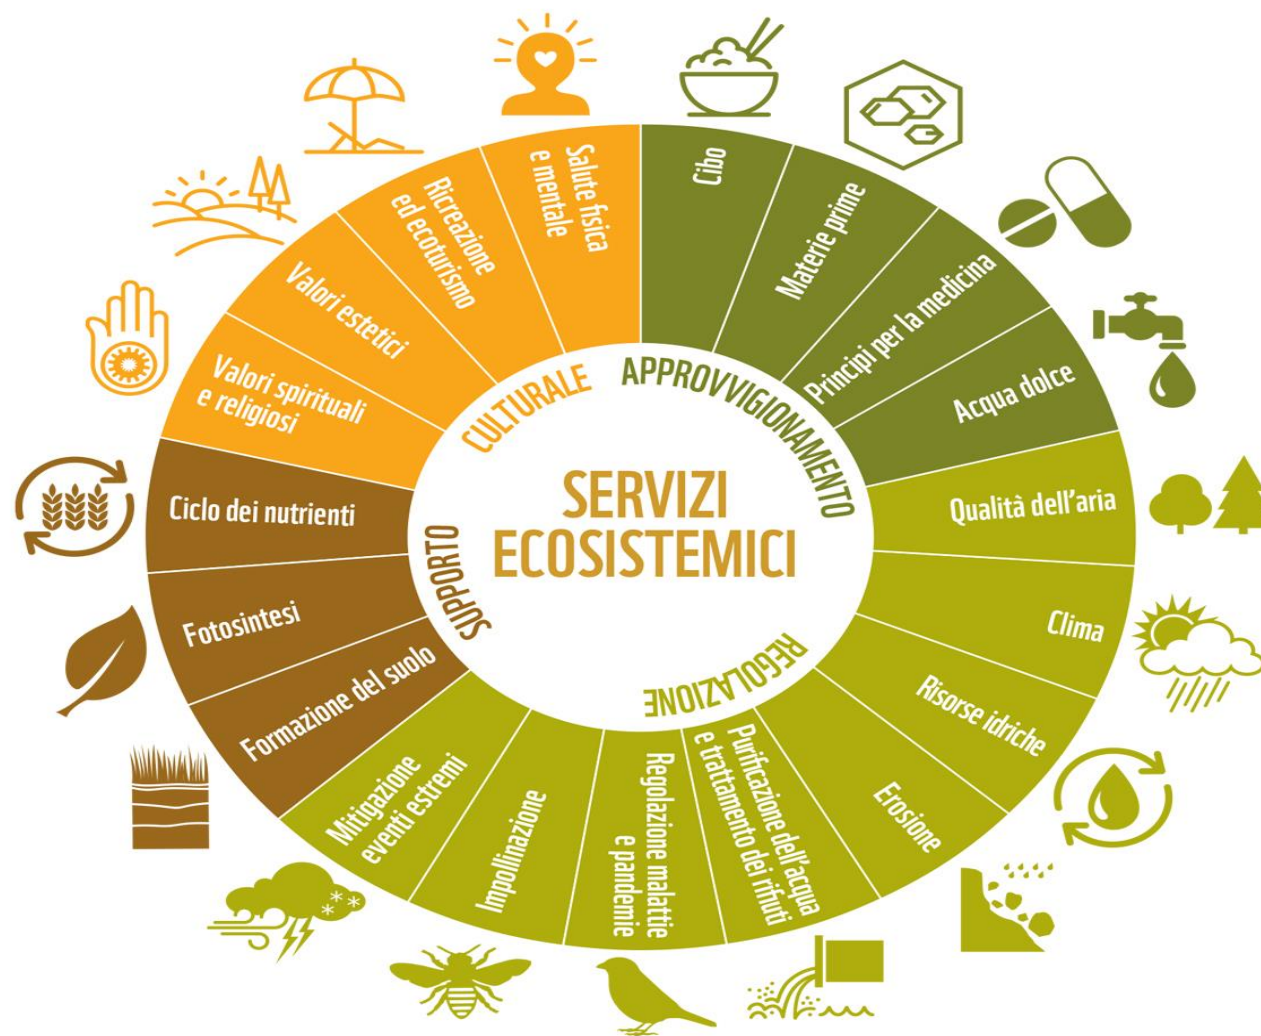 SERVIZI
ECOSISTEMICI
APPROVVIGIONAMENTO
Cibo
Materie prime
Principi per la medicina
Acqua dolce
REGOLAZIONE
Qualità dell'aria
Clima
Risorse idriche
Erosione
Purificazione dell'acqua
e trattamento dei rifiuti
Regolazione malattie
e pandemie
Impollinazione
Mitigazione
eventi estremi
SUPPORTO
Formazione del suolo
Fotosintesi
Ciclo dei nutrienti
CULTURALE
Valori spirituali
e religiosi
Valori estetici
Ricreazione
ed ecoturismo
Salute fisica
e mentale